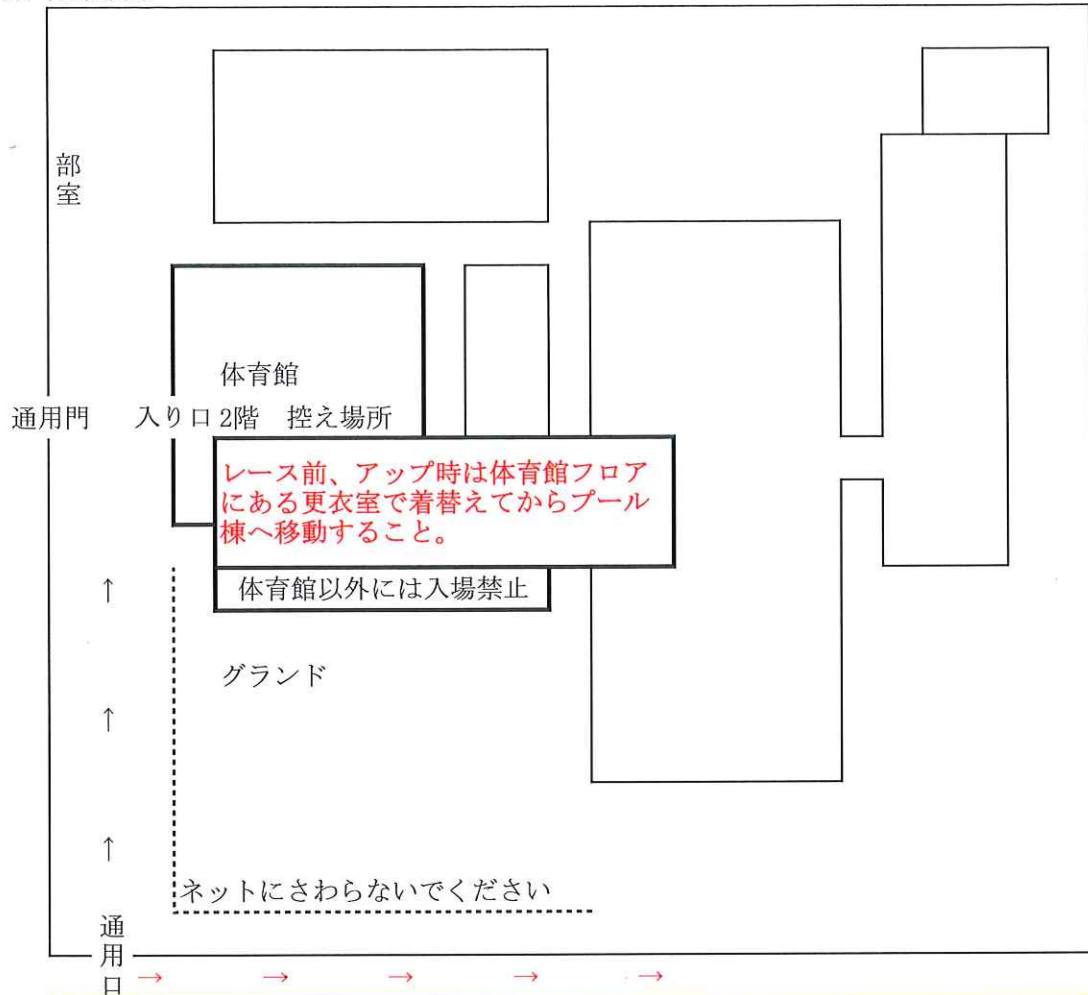 部室
体育館
通用門 入り口 2階 控え場所
レース前、アップ時は体育館フロア
にある更衣室で着替えてからプール
棟へ移動すること。
体育館以外には入場禁止
↑
グランド
↑
↑
ネットにさわらないでください
通用口
→ → → → →